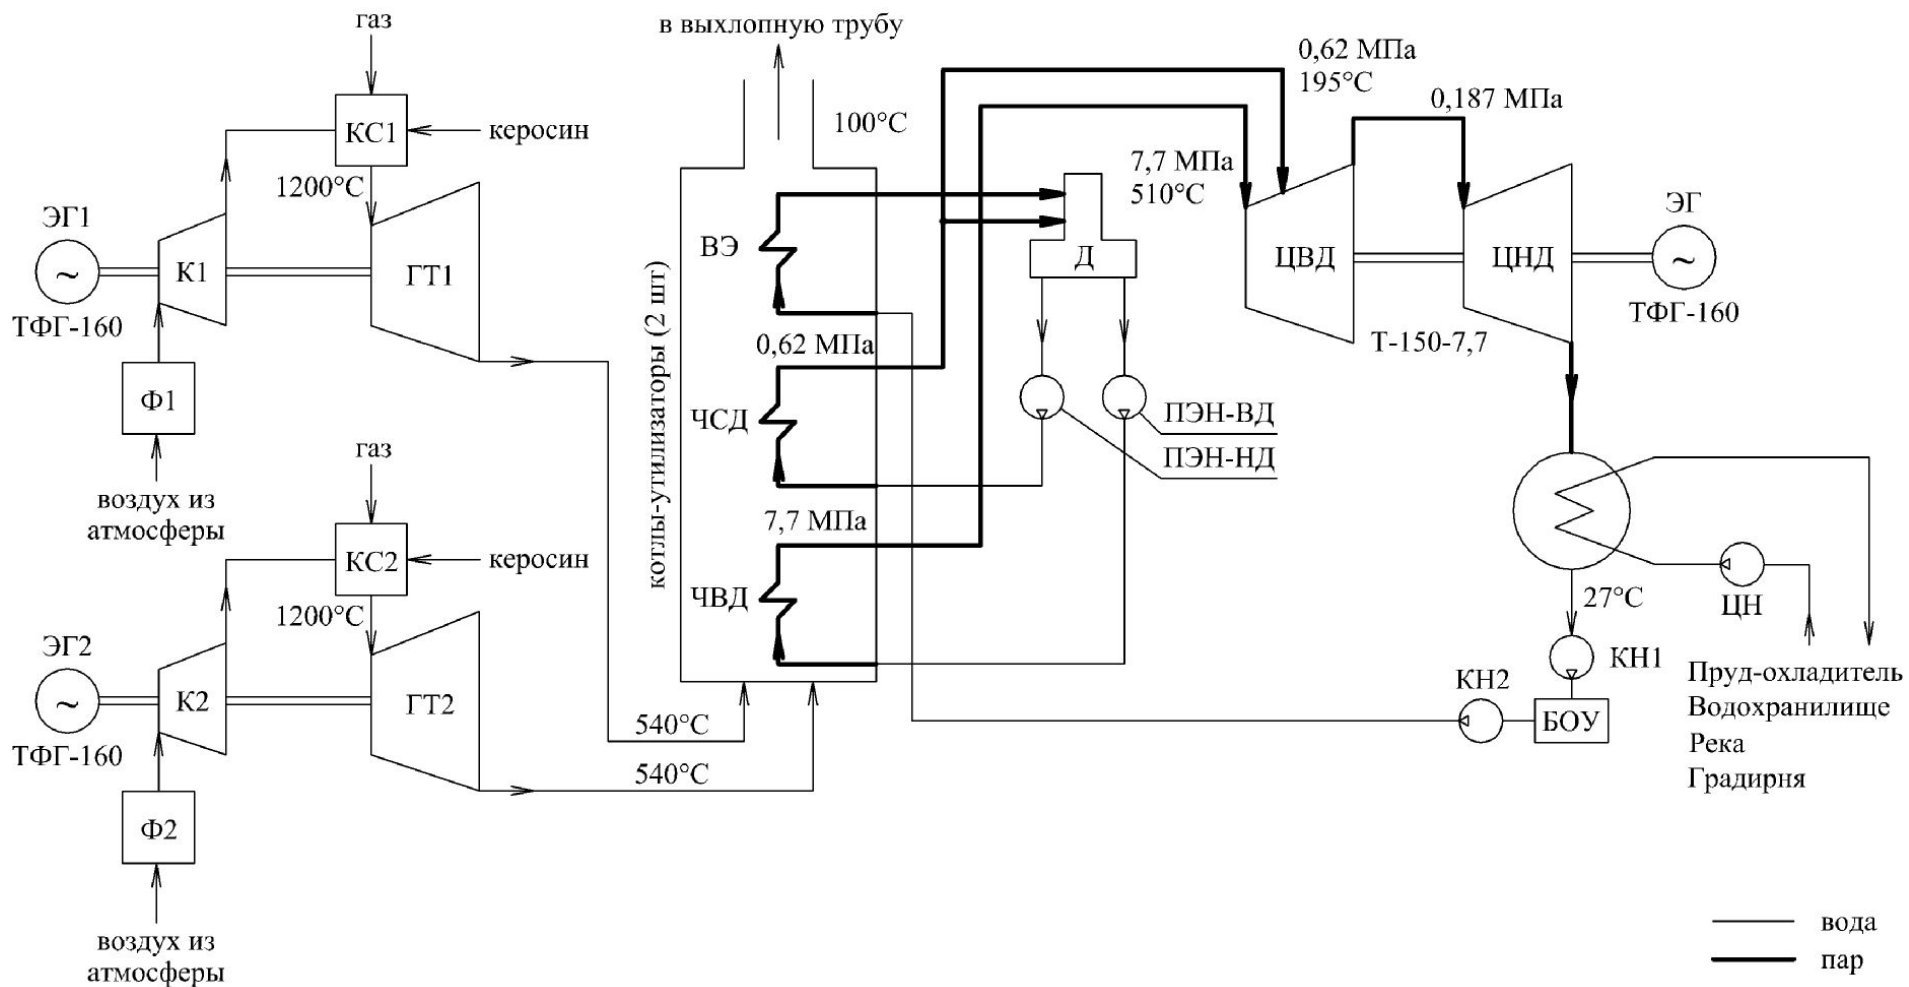 газ
КС1
керосин
1200°С
ЭГ1
~
К1
ГТ1
ТФГ-160
Ф1
воздух из
атмосферы
газ
КС2
керосин
1200°С
ЭГ2
~
К2
ГТ2
ТФГ-160
Ф2
воздух из
атмосферы
540°С
540°С
в выхлопную трубу
100°С
котлы-утилизаторы (2 шт)
ВЭ
0,62 МПа
ЧСД
7,7 МПа
ЧВД
Д
ПЭН-ВД
ПЭН-НД
0,62 МПа
195°С
7,7 МПа
510°С
0,187 МПа
ЦВД
ЦНД
Т-150-7,7
ЭГ
~
ТФГ-160
27°С
ЦН
КН1
КН2
БОУ
Пруд-охладитель
Водохранилище
Река
Градирня
вода
пар